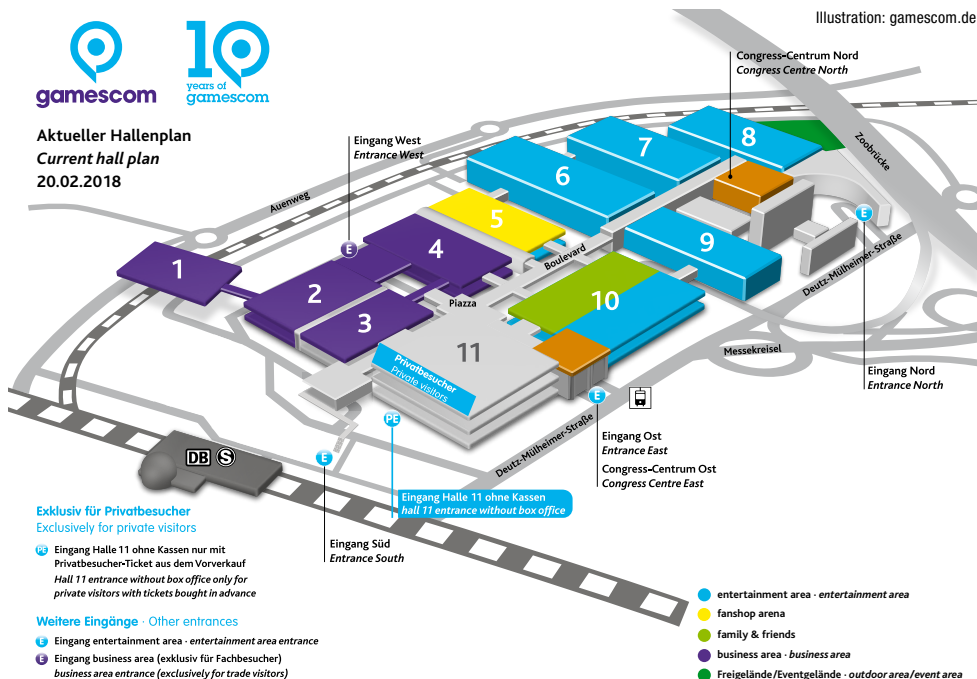 Illustration: gamescom.de
gamescom
10
years of
gamescom
Aktueller Hallenplan
Current hall plan
20.02.2018
Congress-Centrum Nord
Congress Centre North
Eingang West
Entrance West
E
Auenweg
Zoobrücke
1
2
3
4
5
6
7
8
9
10
11
Boulevard
Piazza
Privatbesucher
Private visitors
E
Deutz-Mülheimer-Straße
Messekreisel
Eingang Nord
Entrance North
E
Eingang Ost
Entrance East
Congress-Centrum Ost
Congress Centre East
Deutz-Mülheimer-Straße
PE
E
DB S
Eingang Halle 11 ohne Kassen
hall 11 entrance without box office
Eingang Süd
Entrance South
Exklusiv für Privatbesucher
Exclusively for private visitors
PE Eingang Halle 11 ohne Kassen nur mit
Privatbesucher-Ticket aus dem Vorverkauf
Hall 11 entrance without box office only for
private visitors with tickets bought in advance
Weitere Eingänge · Other entrances
E Eingang entertainment area · entertainment area entrance
E Eingang business area (exklusiv für Fachbesucher)
business area entrance (exclusively for trade visitors)
entertainment area · entertainment area
fanshop arena
family & friends
business area · business area
Freigelände/Eventgelände · outdoor area/event area